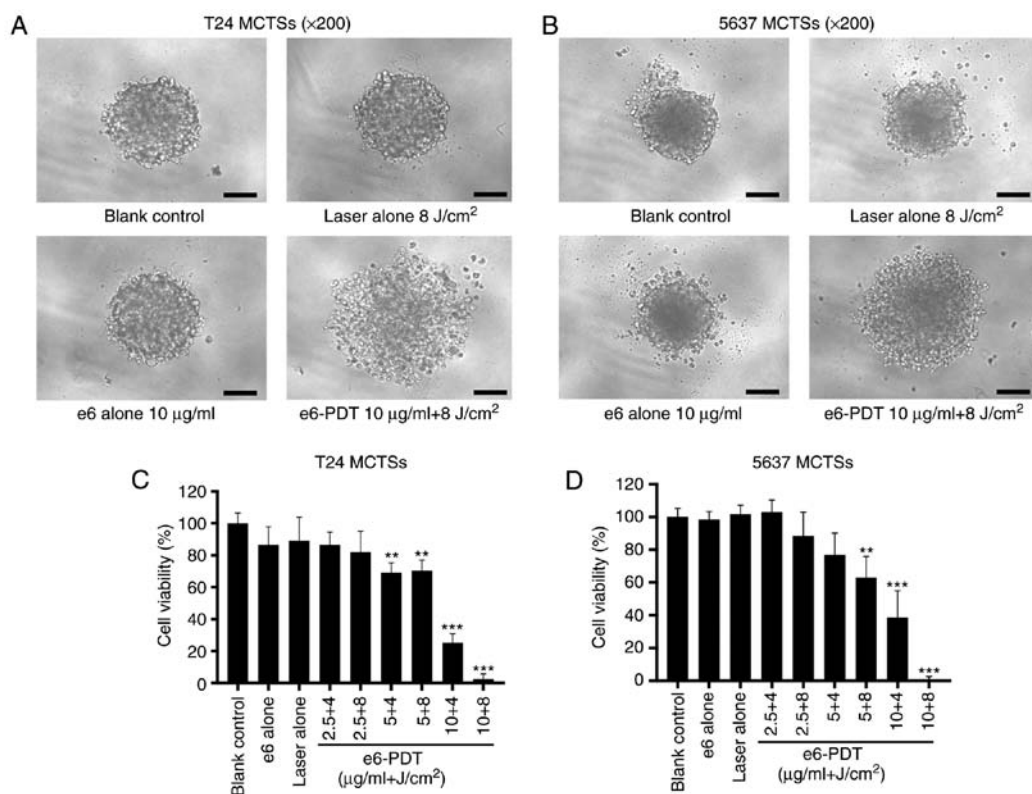 A
T24 MCTSs (×200)
Blank control
Laser alone 8 J/cm²
e6 alone 10 μg/ml
e6-PDT 10 μg/ml+8 J/cm²
B
5637 MCTSs (×200)
Blank control
Laser alone 8 J/cm²
e6 alone 10 μg/ml
e6-PDT 10 μg/ml+8 J/cm²
C
T24 MCTSs
Cell viability (%)
120
100
80
60
40
20
0
**
**
***
***
Blank control
e6 alone
Laser alone
2.5+4
2.5+8
5+4
5+8
10+4
10+8
e6-PDT
(μg/ml+J/cm²)
D
5637 MCTSs
Cell viability (%)
120
100
80
60
40
20
0
**
***
***
Blank control
e6 alone
Laser alone
2.5+4
2.5+8
5+4
5+8
10+4
10+8
e6-PDT
(μg/ml+J/cm²)